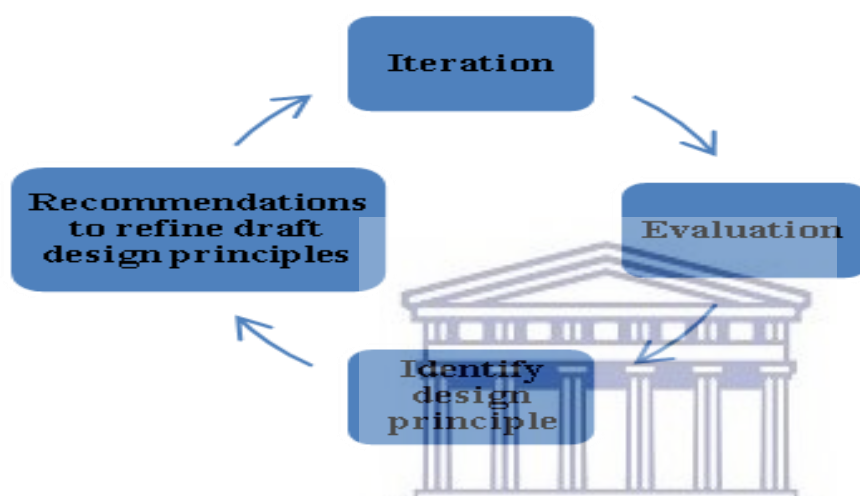 Iteration
Evaluation
Identify
design
principle
Recommendations
to refine draft
design principles